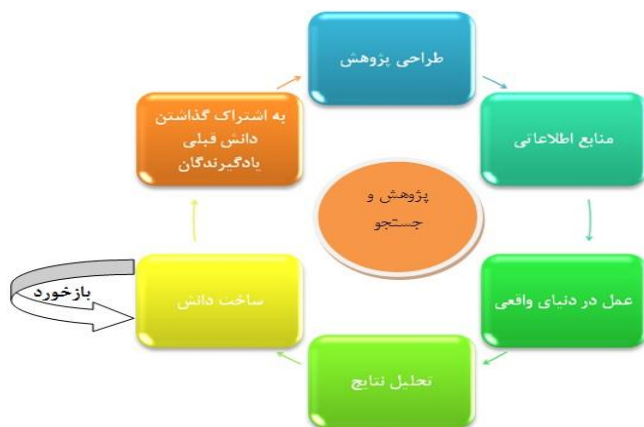 طراحی پژوهش
منابع اطلاعاتی
عمل در دنیای واقعی
تحلیل نتایج
ساخت دانش
بازخورد
به اشتراک گذاشتن
دانش قبلی
یادگیرندگان
پژوهش و
جستجو